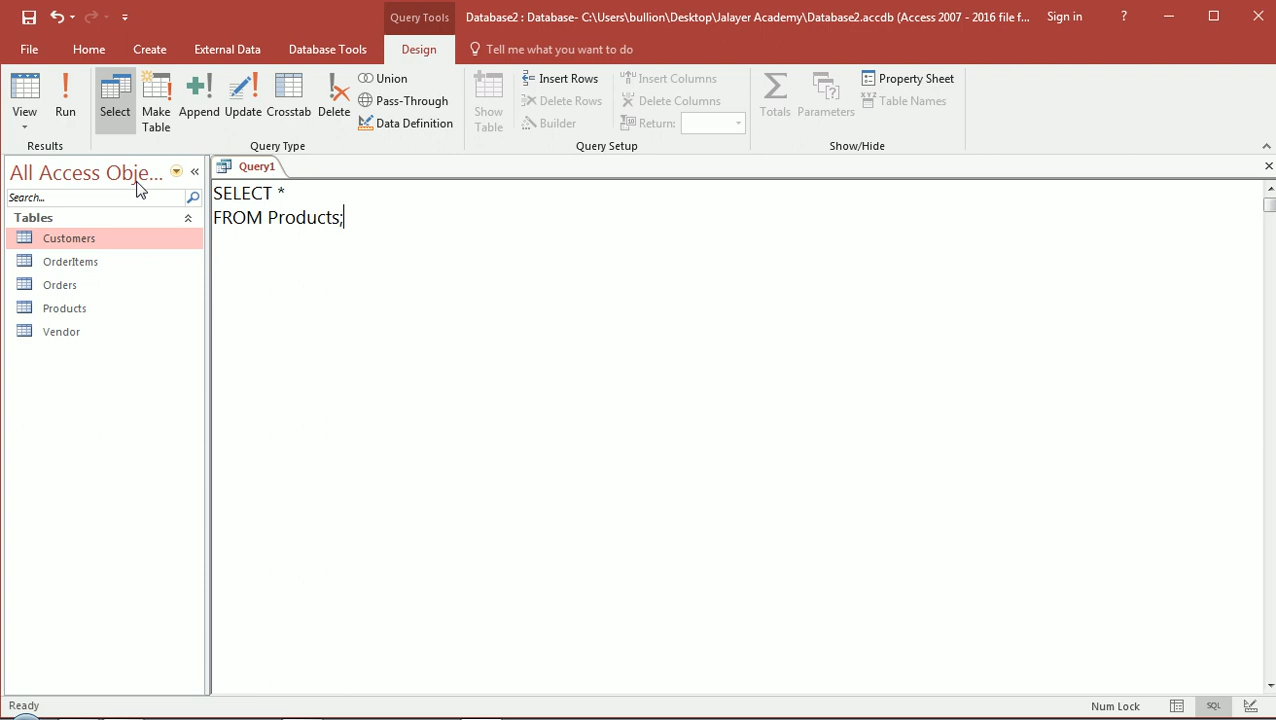 Query Tools
Database2 : Database- C:\Users\bullion\Desktop\Jalayer Academy\Database2.accdb (Access 2007 - 2016 file f...
Sign in
?
File
Home
Create
External Data
Database Tools
Design
Tell me what you want to do
View
Run
Select
Make Table
Append
Update
Crosstab
Delete
Union
Pass-Through
Data Definition
Show Table
Insert Rows
Delete Rows
Builder
Insert Columns
Delete Columns
Return:
Totals
Parameters
Property Sheet
Table Names
Results
Query Type
Query Setup
Show/Hide
All Access Obje...
Search...
Tables
Customers
OrderItems
Orders
Products
Vendor
Query1
SELECT *
FROM Products;
Ready
Num Lock
SQL